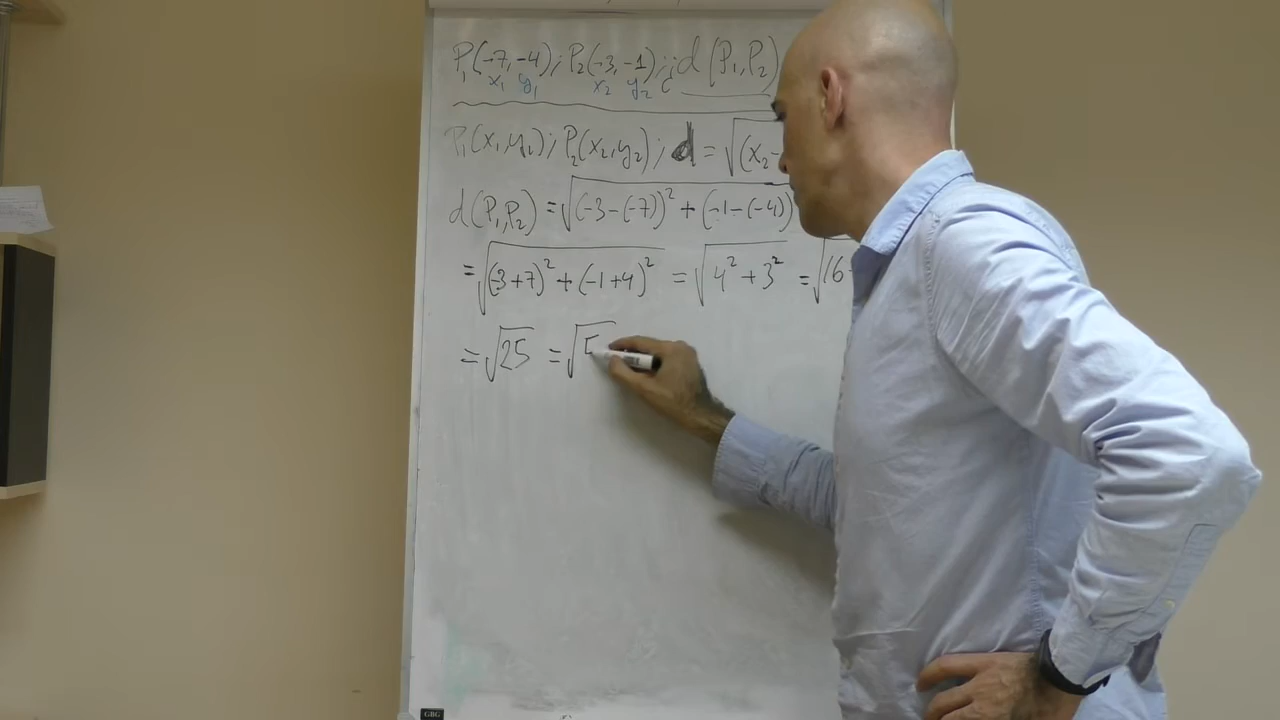 P₁(-7,-4); P₂(-3,-1); ¿d(P₁,P₂)
x₁ y₁ x₂ y₂
P₁(x₁,y₁); P₂(x₂,y₂); d = √(x₂-
d(P₁,P₂) = √(-3-(-7))² + (-1-(-4))
= √(-3+7)² + (-1+4)² = √4² + 3² = √16
= √25 = √5
GBG